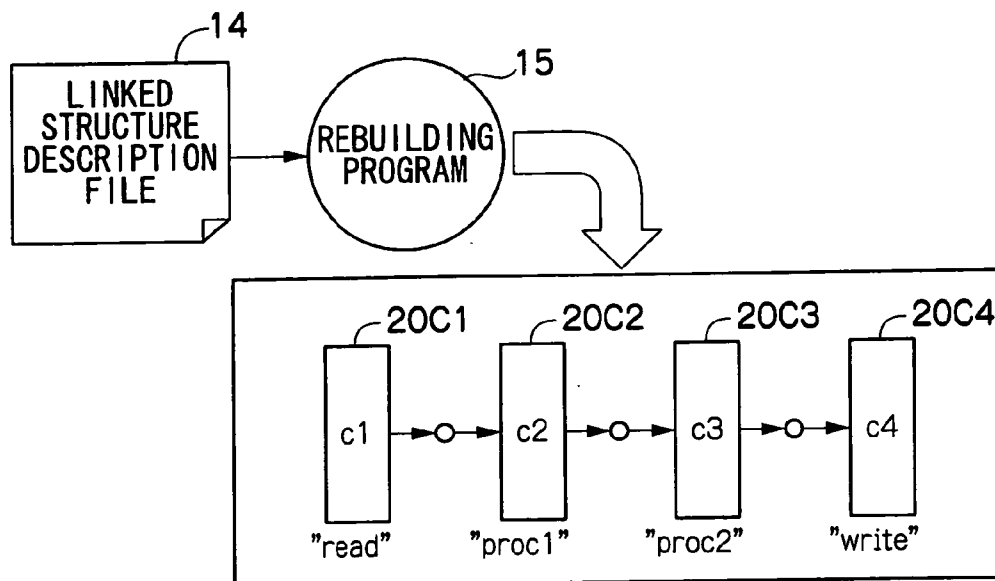 14
LINKED
STRUCTURE
DESCRIPTION
FILE
15
REBUILDING
PROGRAM
20C1
20C2
20C3
20C4
c1
c2
c3
c4
"read"
"proc1"
"proc2"
"write"